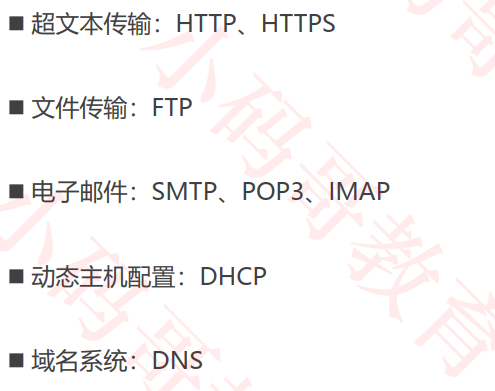 ■ 超文本传输：HTTP、HTTPS
■ 文件传输：FTP
■ 电子邮件：SMTP、POP3、IMAP
■ 动态主机配置：DHCP
■ 域名系统：DNS
小码哥教育
小码哥